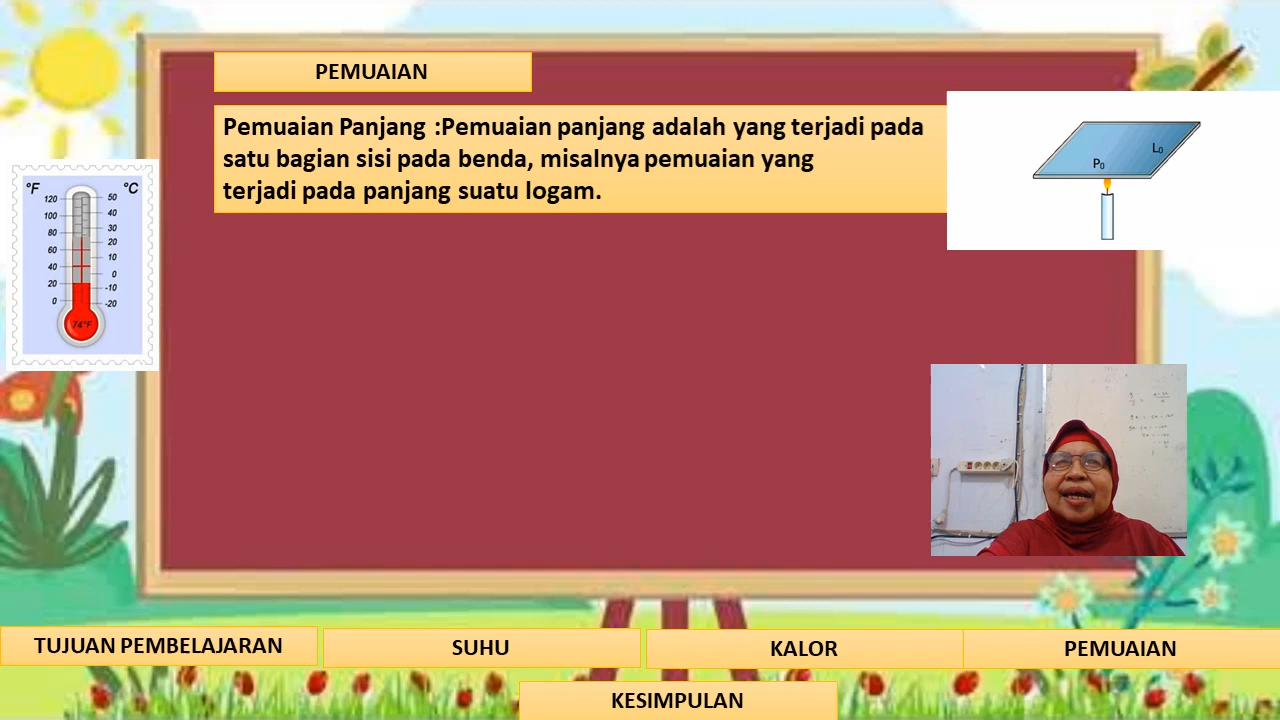 PEMUAIAN
Pemuaian Panjang :Pemuaian panjang adalah yang terjadi pada
satu bagian sisi pada benda, misalnya pemuaian yang
terjadi pada panjang suatu logam.
L₀
P₀
°F °C
120 50
100 40
80 30
60 20
40 10
20 0
0 -10
-20
74°F
TUJUAN PEMBELAJARAN
SUHU
KALOR
PEMUAIAN
KESIMPULAN